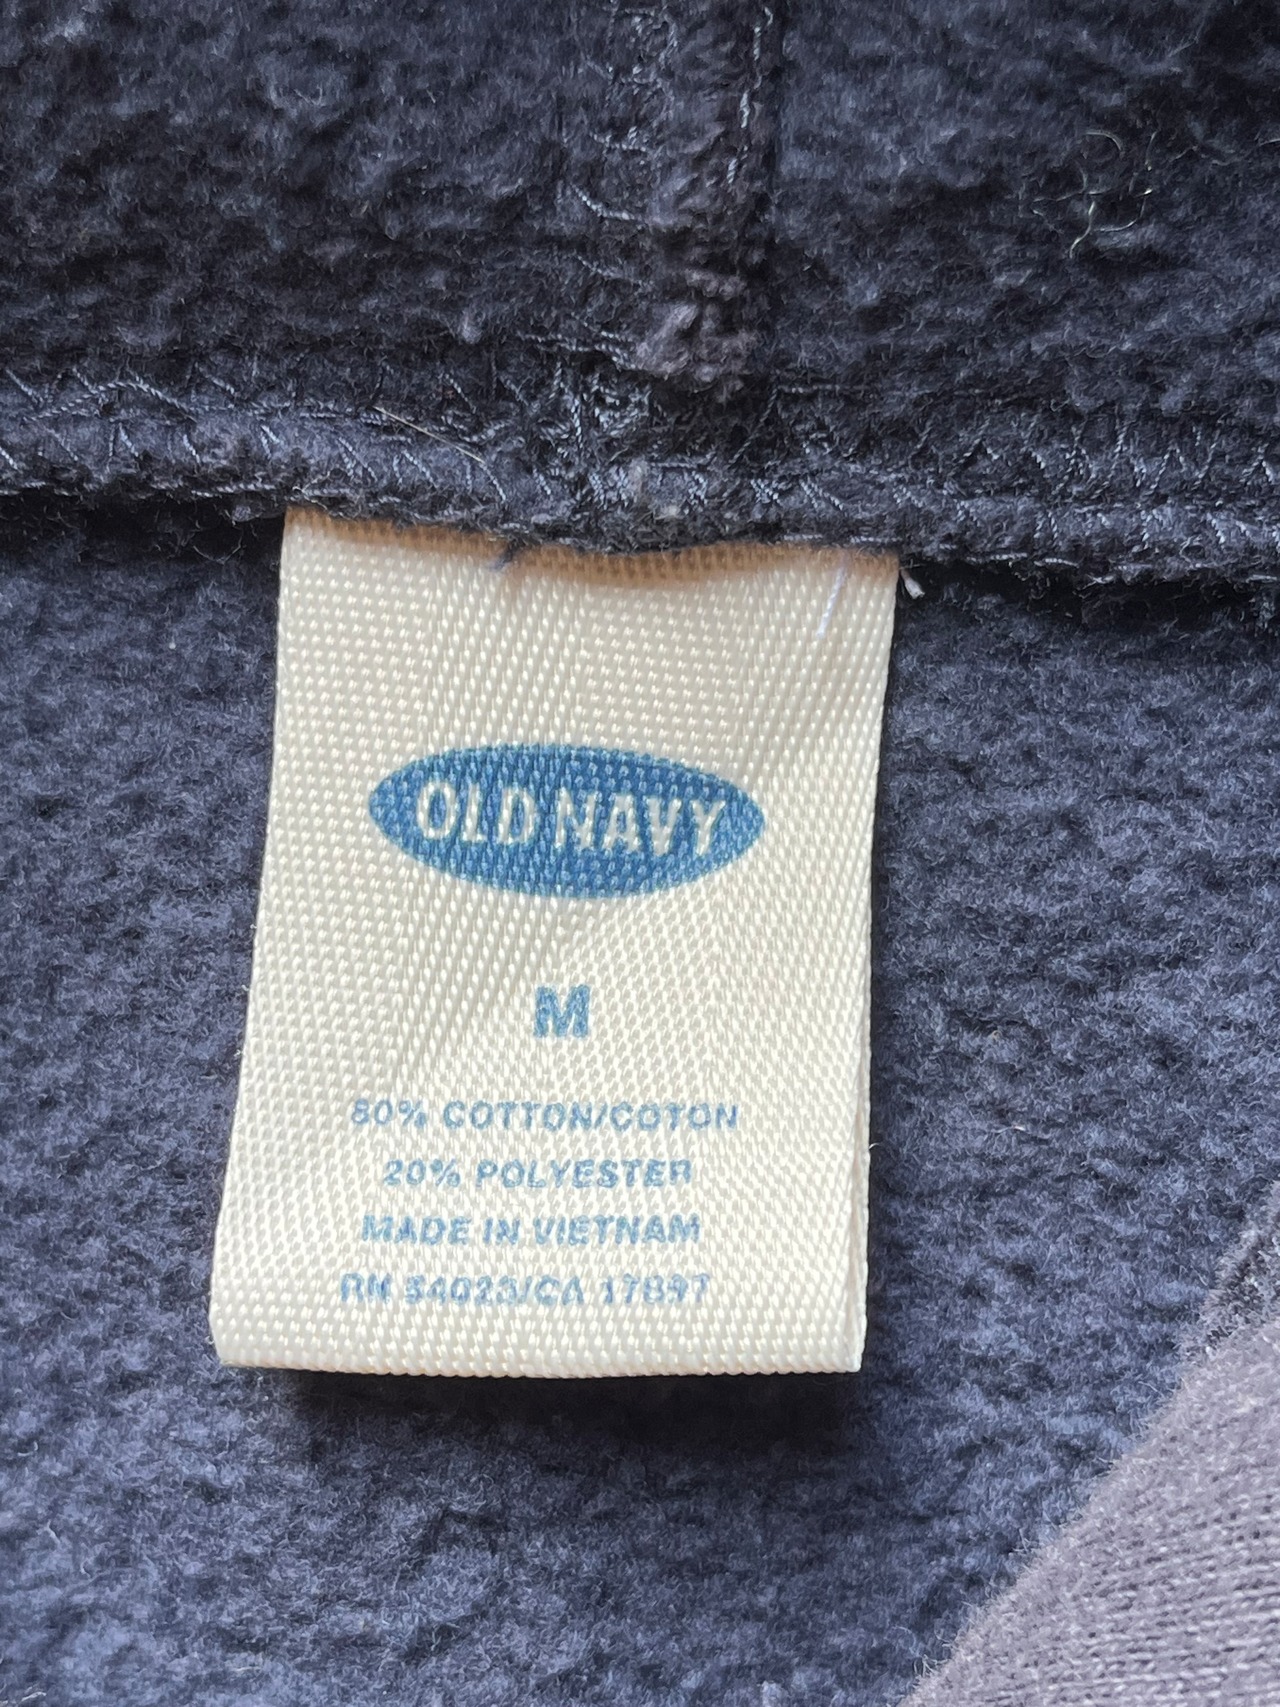 OLD NAVY
M
80% COTTON/COTON
20% POLYESTER
MADE IN VIETNAM
RN 54023/CA 17897